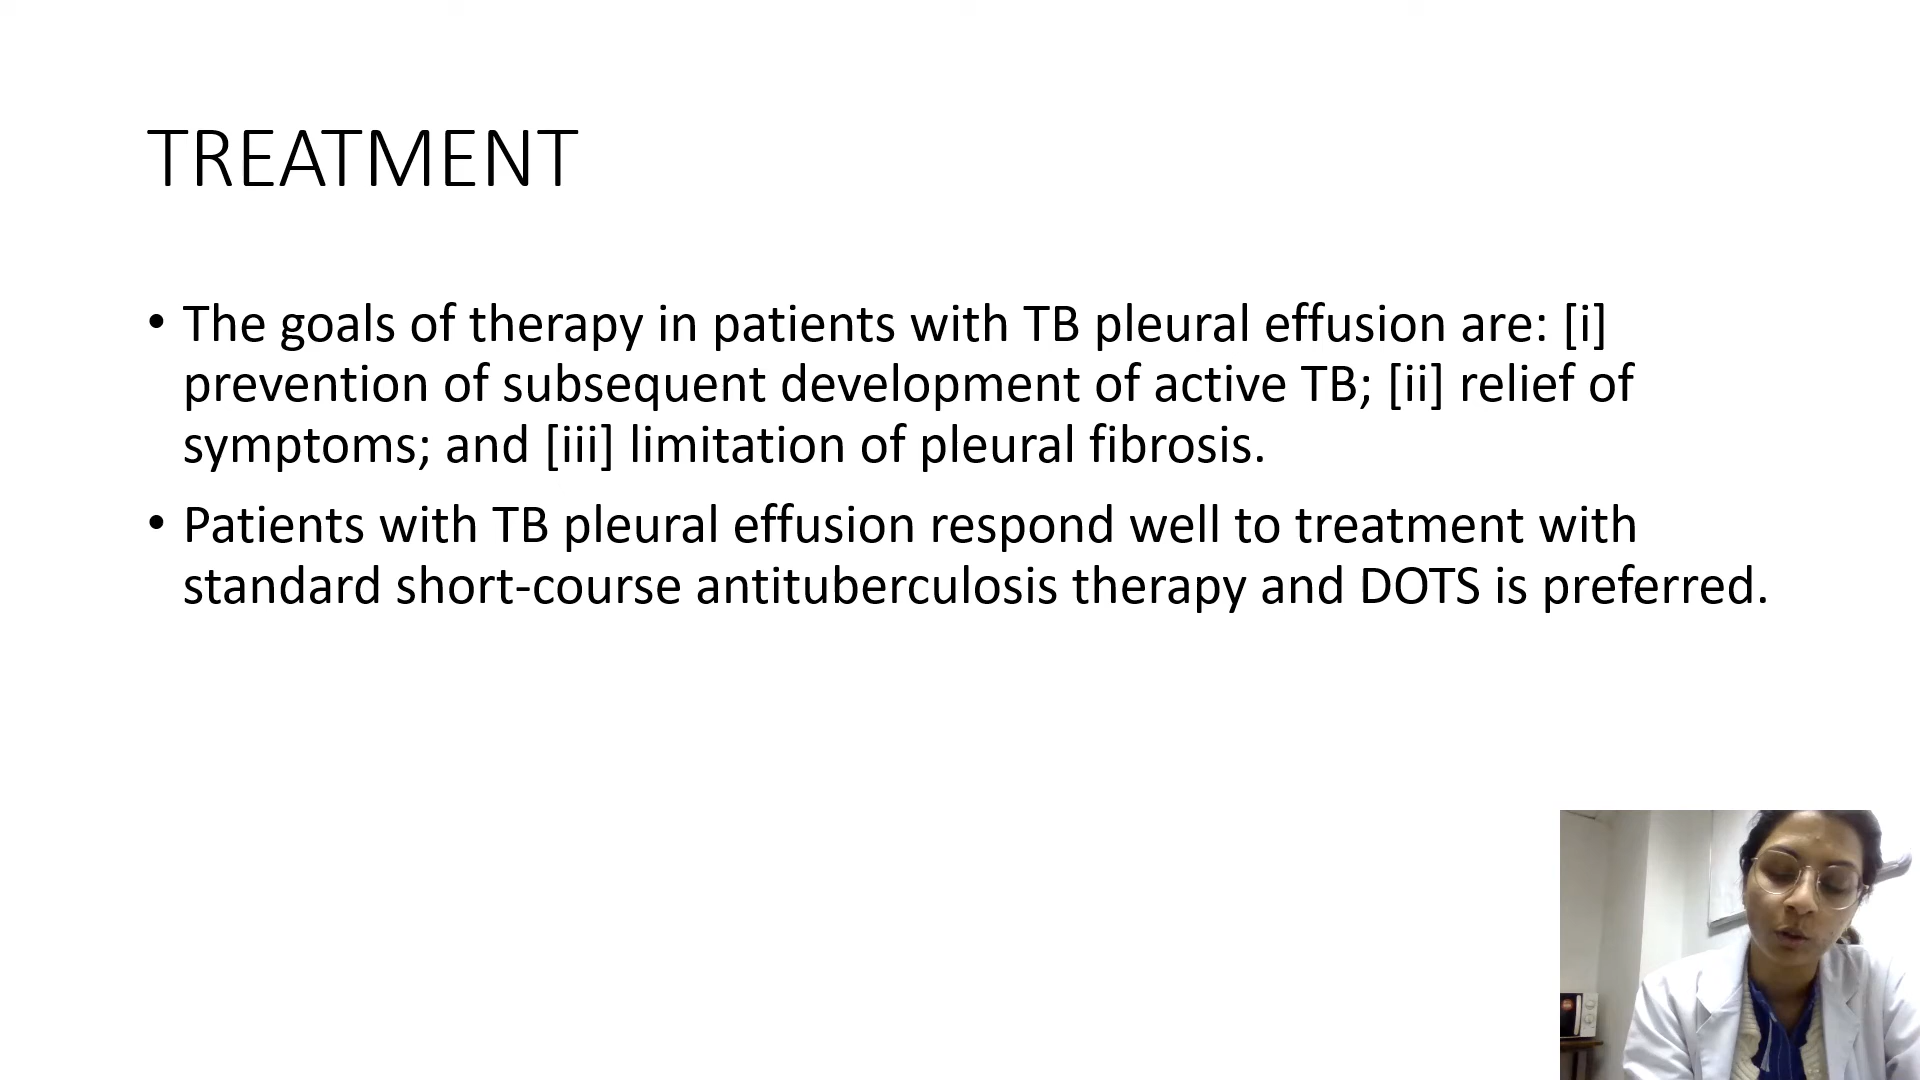 TREATMENT
• The goals of therapy in patients with TB pleural effusion are: [i]
prevention of subsequent development of active TB; [ii] relief of
symptoms; and [iii] limitation of pleural fibrosis.
• Patients with TB pleural effusion respond well to treatment with
standard short-course antituberculosis therapy and DOTS is preferred.